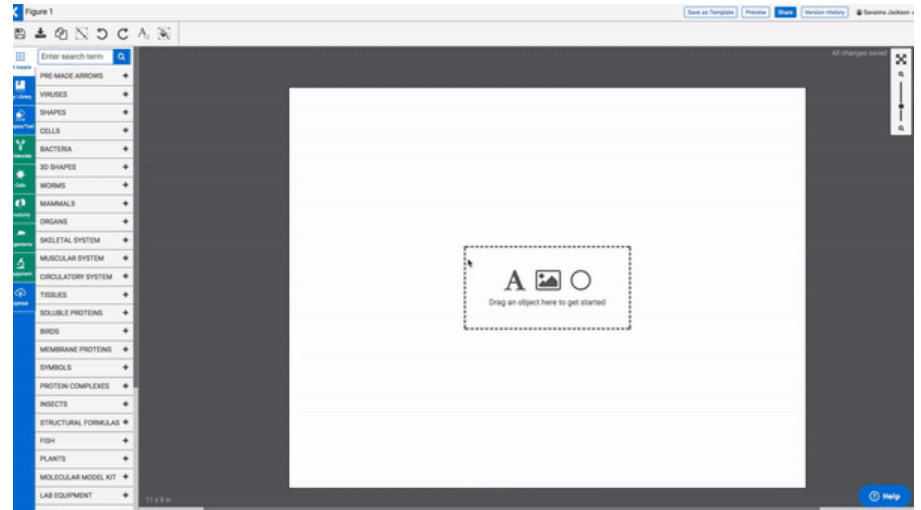 Figure 1
Save as Template
Preview
Share
Version History
Savanna Jackson
All changes saved
Enter search term
PRE-MADE ARROWS
VIRUSES
SHAPES
CELLS
BACTERIA
3D SHAPES
WORMS
MAMMALS
ORGANS
SKELETAL SYSTEM
MUSCULAR SYSTEM
CIRCULATORY SYSTEM
TISSUES
SOLUBLE PROTEINS
BIRDS
MEMBRANE PROTEINS
SYMBOLS
PROTEIN COMPLEXES
INSECTS
STRUCTURAL FORMULAS
FISH
PLANTS
MOLECULAR MODEL KIT
LAB EQUIPMENT
Cells
A
Drag an object here to get started
11 x 9 in
Help